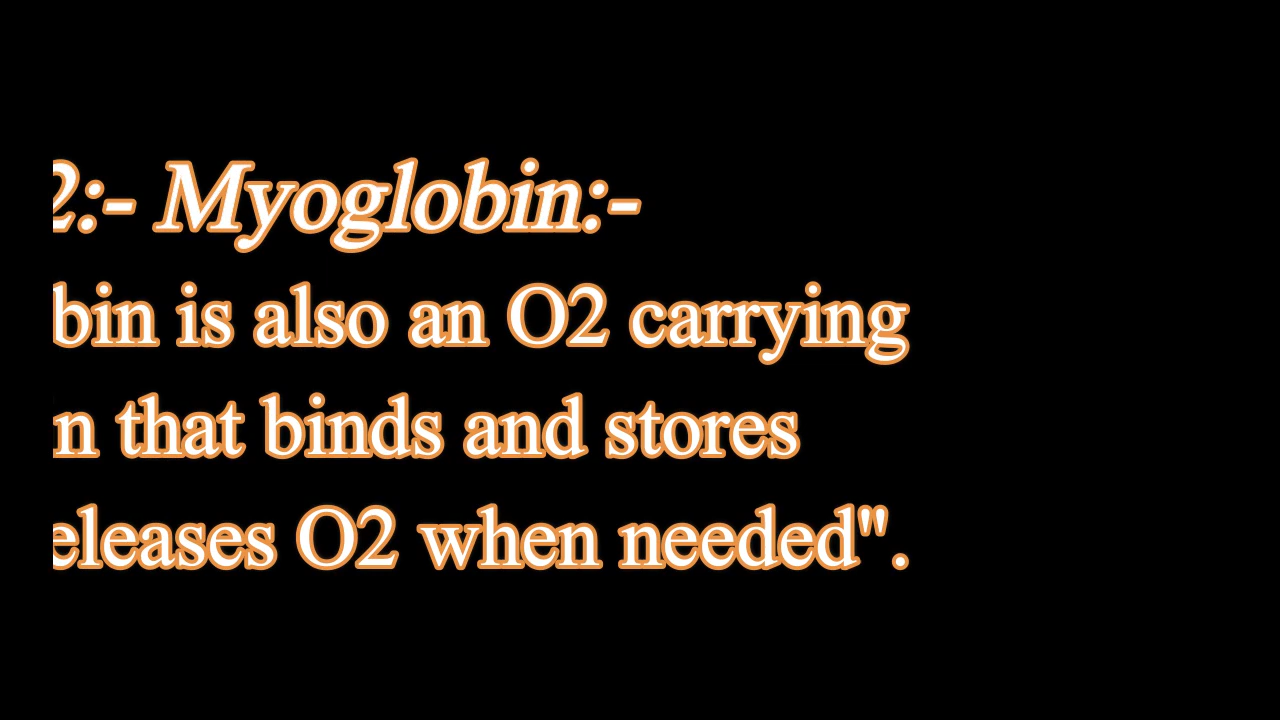 2:- Myoglobin:-
bin is also an O2 carrying
n that binds and stores
eleases O2 when needed".